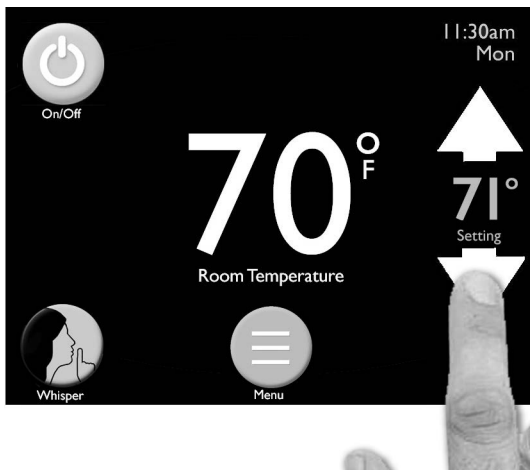 11:30am
Mon
On/Off
70°F
Room Temperature
71°
Setting
Whisper
Menu